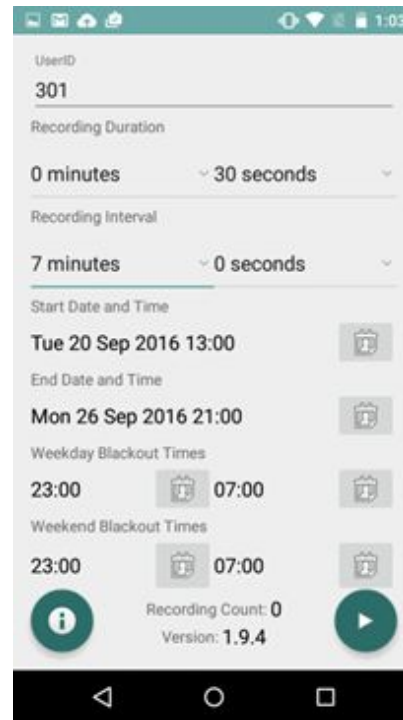 1:03
UserID
301
Recording Duration
0 minutes 30 seconds
Recording Interval
7 minutes 0 seconds
Start Date and Time
Tue 20 Sep 2016 13:00
End Date and Time
Mon 26 Sep 2016 21:00
Weekday Blackout Times
23:00 07:00
Weekend Blackout Times
23:00 07:00
Recording Count: 0
Version: 1.9.4